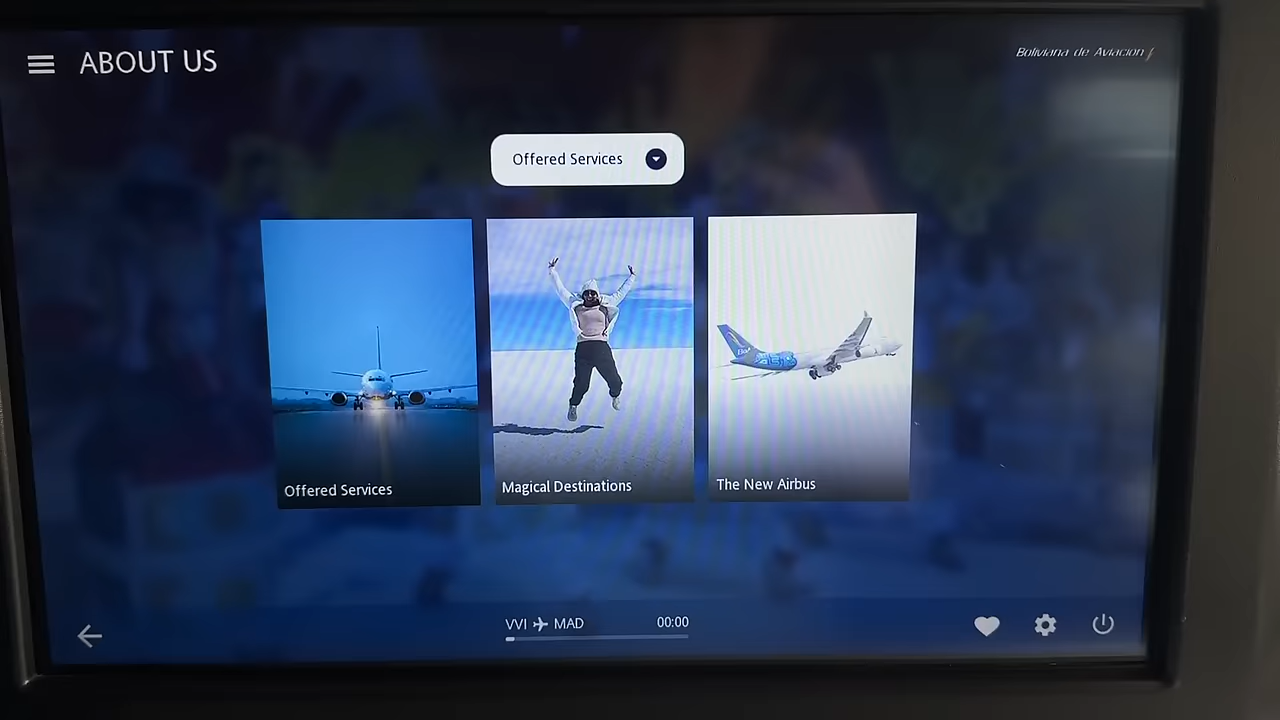 ABOUT US
Boliviana de Aviación
Offered Services
Offered Services
Magical Destinations
The New Airbus
VVI MAD 00:00